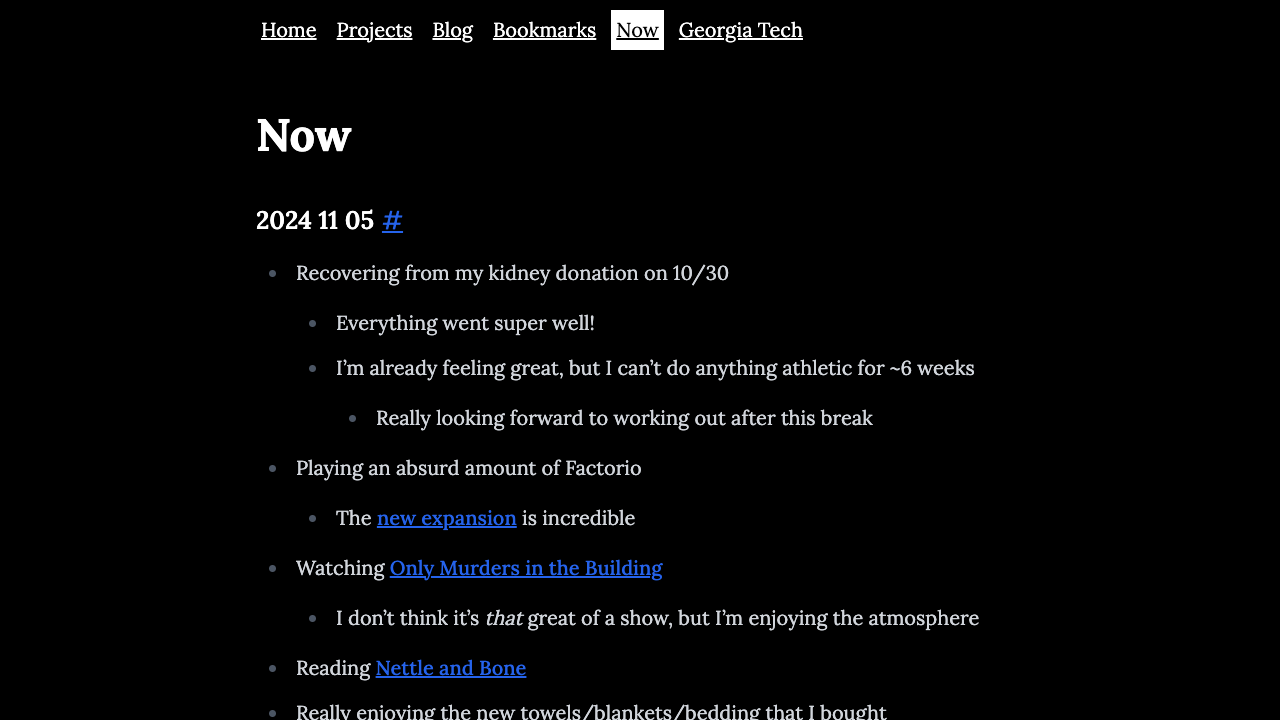 Home Projects Blog Bookmarks Now Georgia Tech
Now
2024 11 05 #
Recovering from my kidney donation on 10/30
Everything went super well!
I’m already feeling great, but I can’t do anything athletic for ~6 weeks
Really looking forward to working out after this break
Playing an absurd amount of Factorio
The new expansion is incredible
Watching Only Murders in the Building
I don’t think it’s that great of a show, but I’m enjoying the atmosphere
Reading Nettle and Bone
Really enjoying the new towels/blankets/bedding that I bought